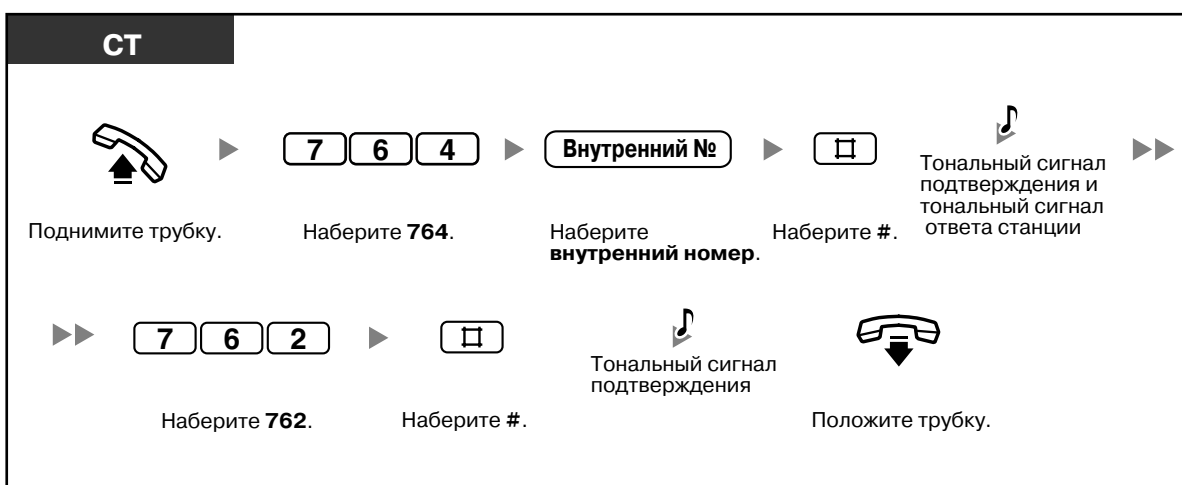 СТ
7 6 4
Внутренний №
#
Тональный сигнал
подтверждения и
тональный сигнал
ответа станции
Поднимите трубку.
Наберите 764.
Наберите
внутренний номер.
Наберите #.
7 6 2
#
Тональный сигнал
подтверждения
Наберите 762.
Наберите #.
Положите трубку.